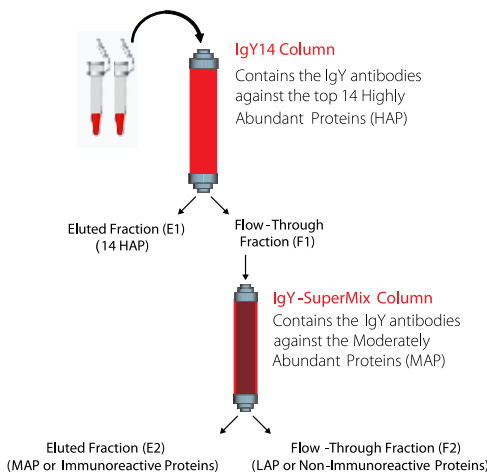 IgY14 Column
Contains the IgY antibodies
against the top 14 Highly
Abundant Proteins (HAP)
Eluted Fraction (E1)
(14 HAP)
Flow-Through
Fraction (F1)
IgY-SuperMix Column
Contains the IgY antibodies
against the Moderately
Abundant Proteins (MAP)
Eluted Fraction (E2)
(MAP or Immunoreactive Proteins)
Flow-Through Fraction (F2)
(LAP or Non-Immunoreactive Proteins)